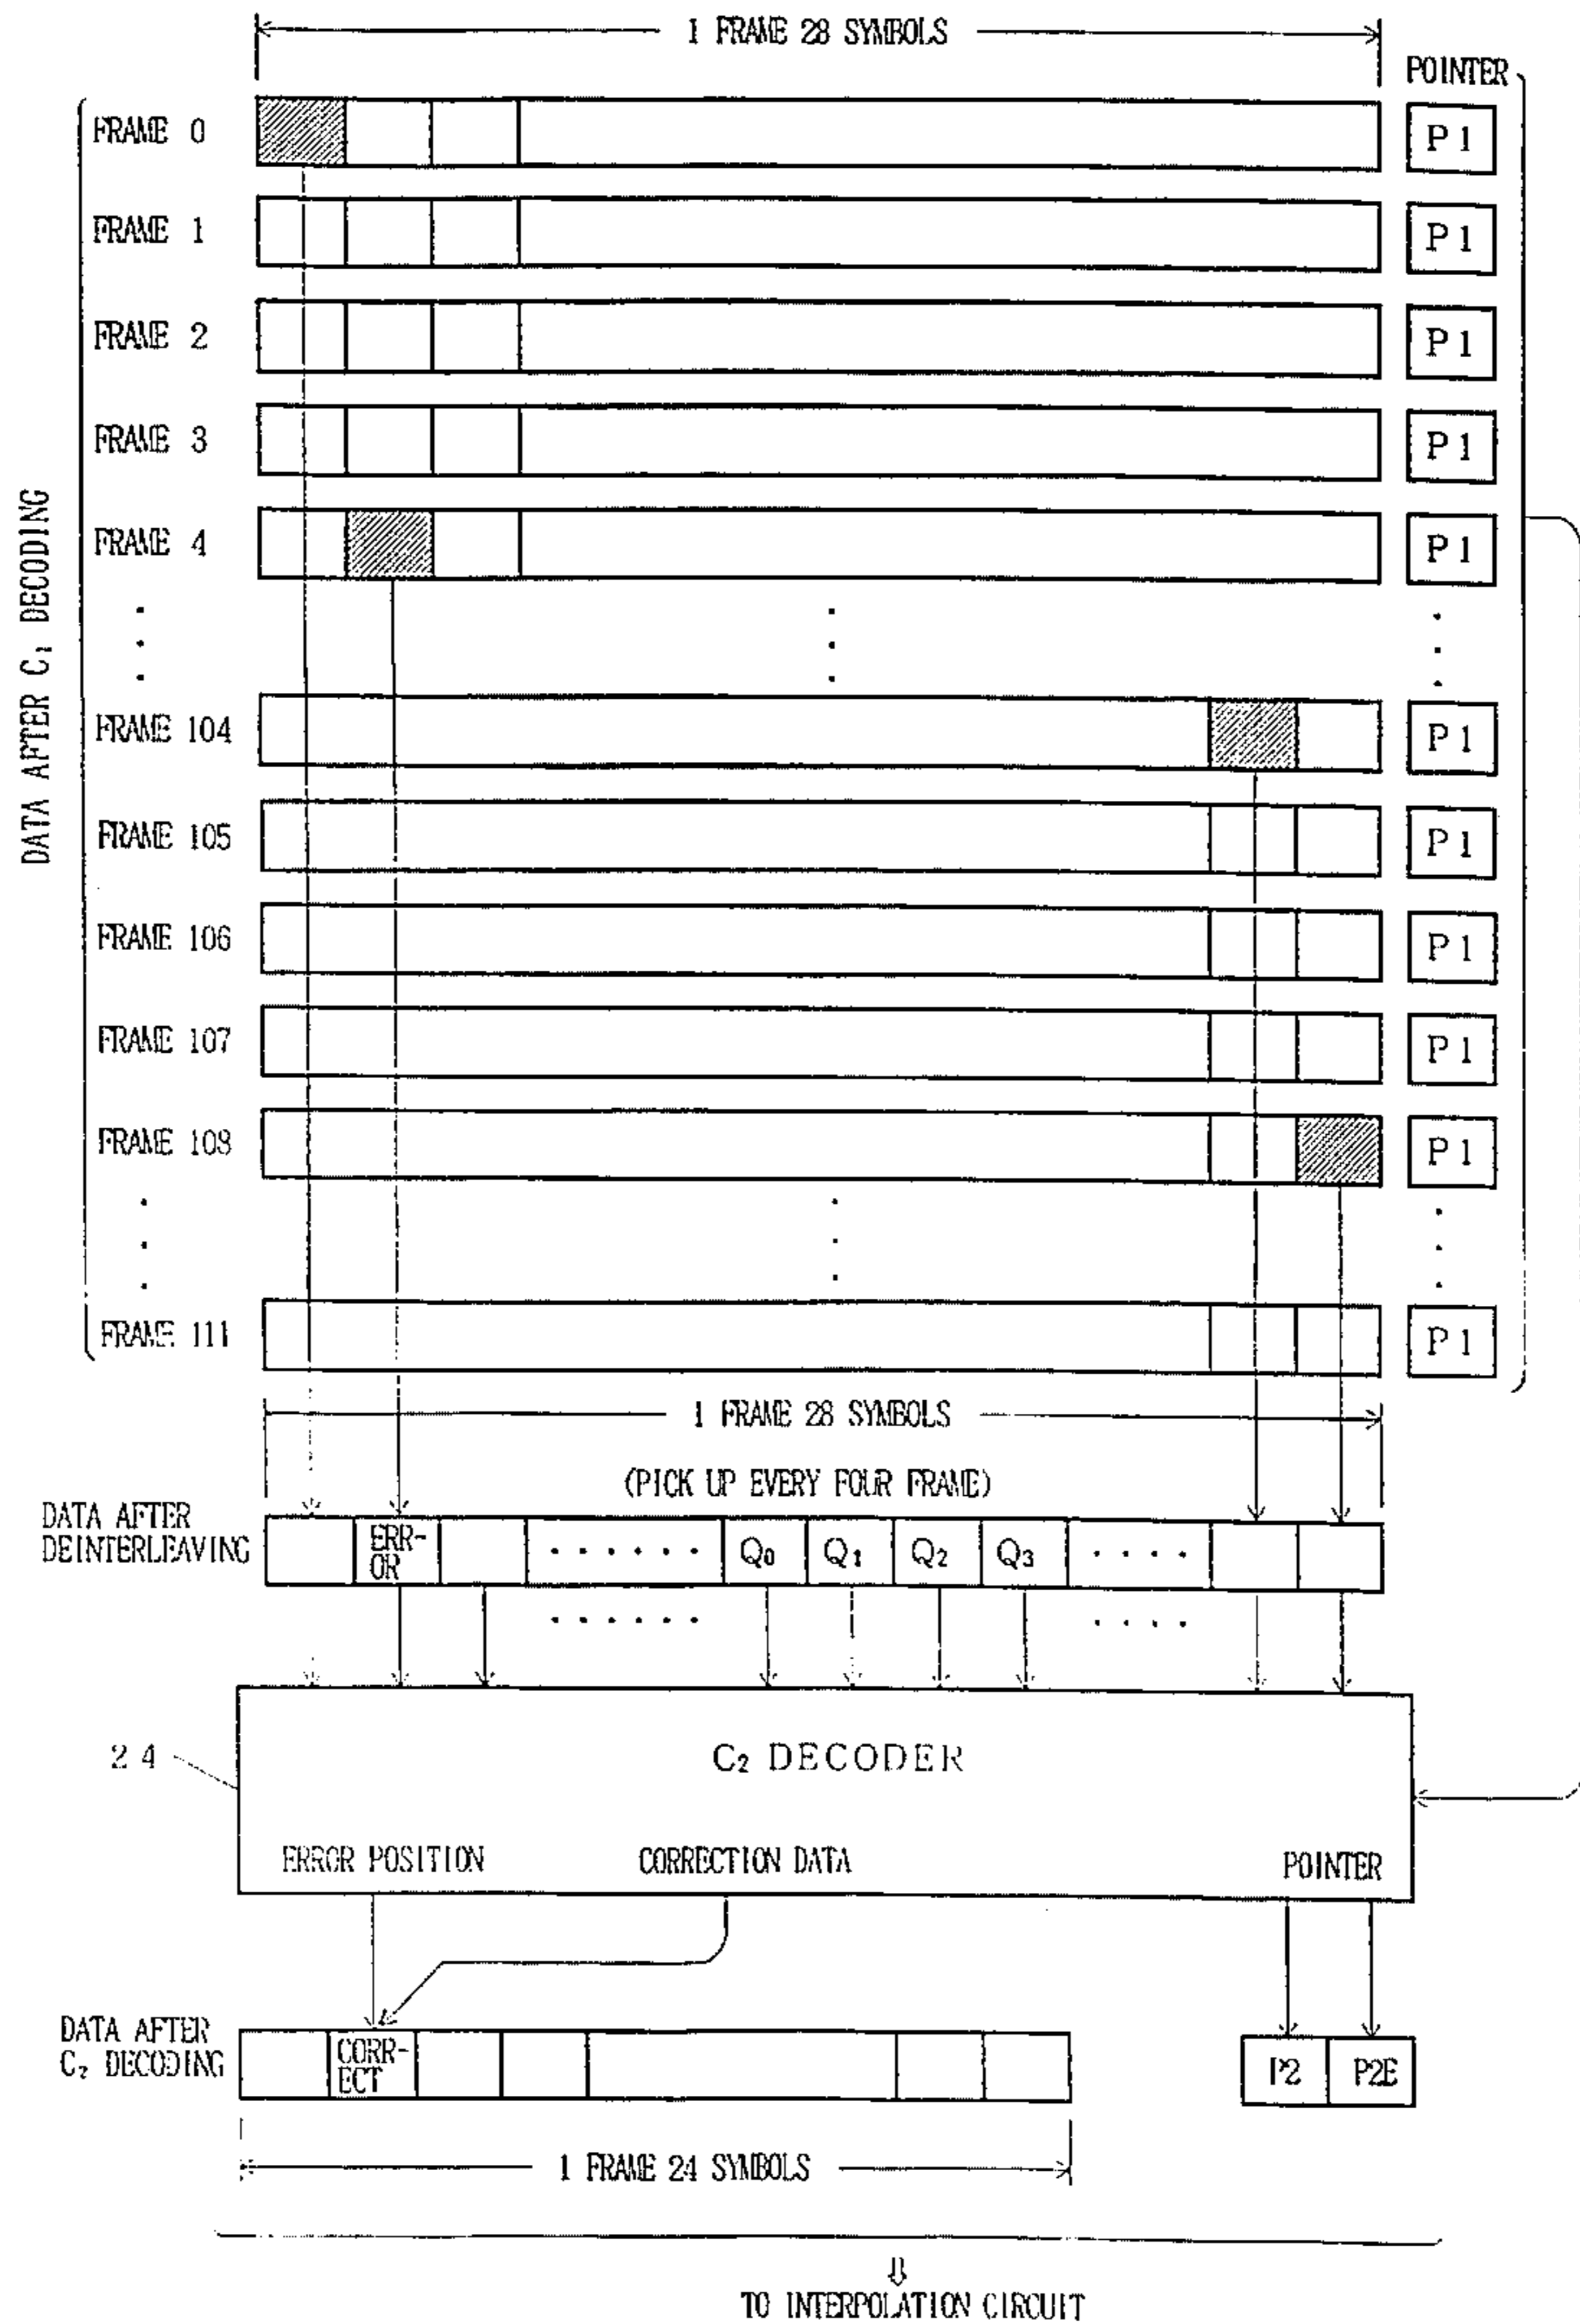 1 FRAME 28 SYMBOLS
POINTER
FRAME 0
P1
FRAME 1
P1
FRAME 2
P1
FRAME 3
P1
FRAME 4
P1
DATA AFTER C₁ DECODING
FRAME 104
P1
FRAME 105
P1
FRAME 106
P1
FRAME 107
P1
FRAME 108
P1
FRAME 111
P1
1 FRAME 28 SYMBOLS
(PICK UP EVERY FOUR FRAME)
DATA AFTER
DEINTERLEAVING
ERR-
OR
Q₀ Q₁ Q₂ Q₃
24
C₂ DECODER
ERROR POSITION CORRECTION DATA POINTER
DATA AFTER
C₂ DECODING
CORR-
ECT
P2 P2E
1 FRAME 24 SYMBOLS
TO INTERPOLATION CIRCUIT